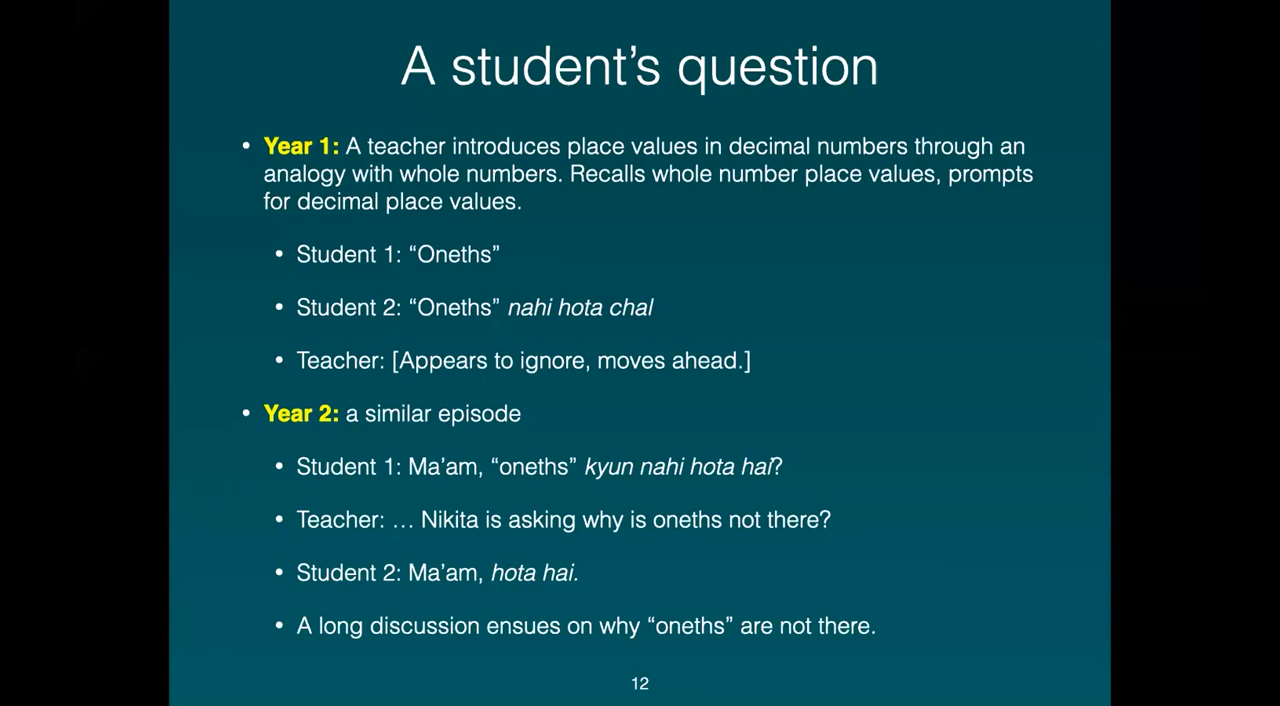 A student’s question
• Year 1: A teacher introduces place values in decimal numbers through an
analogy with whole numbers. Recalls whole number place values, prompts
for decimal place values.
• Student 1: “Oneths”
• Student 2: “Oneths” nahi hota chal
• Teacher: [Appears to ignore, moves ahead.]
• Year 2: a similar episode
• Student 1: Ma’am, “oneths” kyun nahi hota hai?
• Teacher: … Nikita is asking why is oneths not there?
• Student 2: Ma’am, hota hai.
• A long discussion ensues on why “oneths” are not there.
12